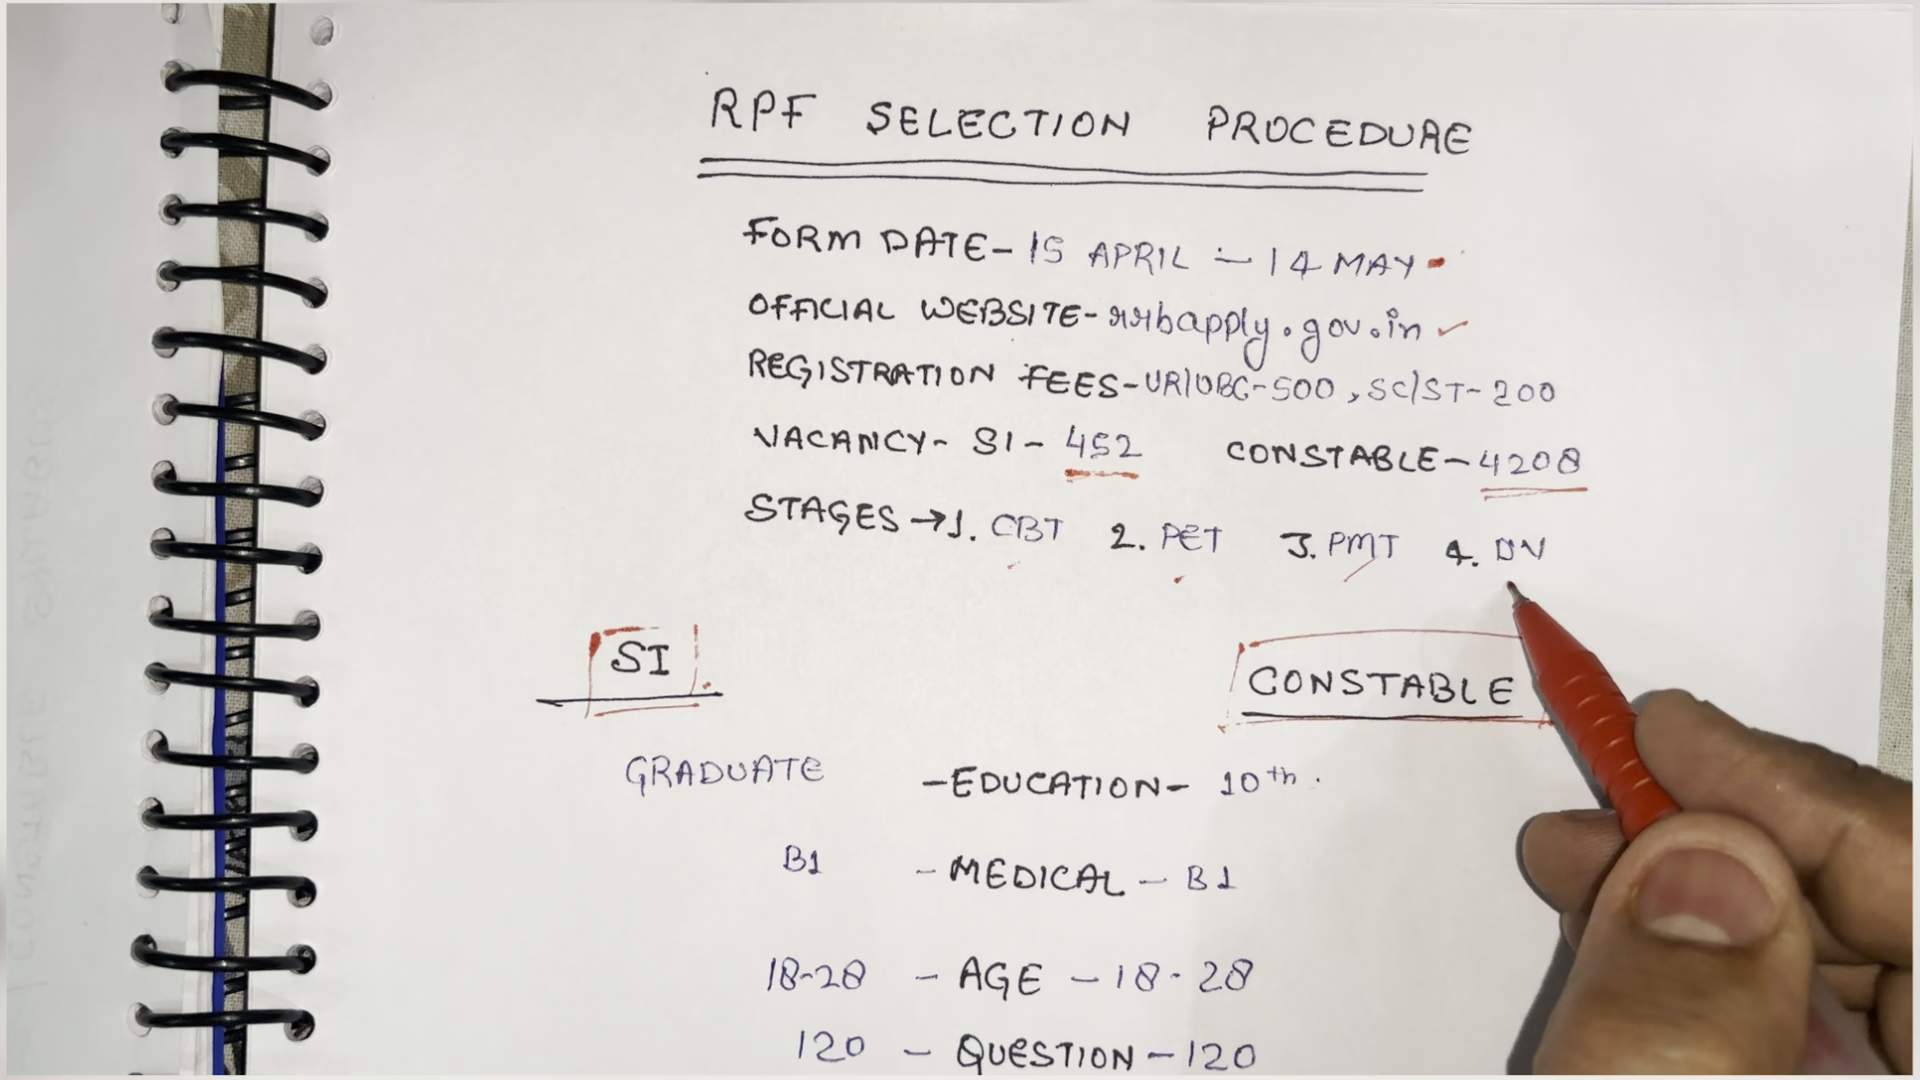 RPF SELECTION PROCEDURE
FORM DATE- 15 APRIL - 14 MAY
OFFICIAL WEBSITE- rrbapply.gov.in
REGISTRATION FEES- UR/OBC-500, SC/ST-200
VACANCY- SI- 452 CONSTABLE-4208
STAGES → 1. CBT 2. PET 3. PMT 4. DV
SI CONSTABLE
GRADUATE -EDUCATION- 10th.
B1 - MEDICAL - B1
18-28 - AGE - 18-28
120 - QUESTION - 120